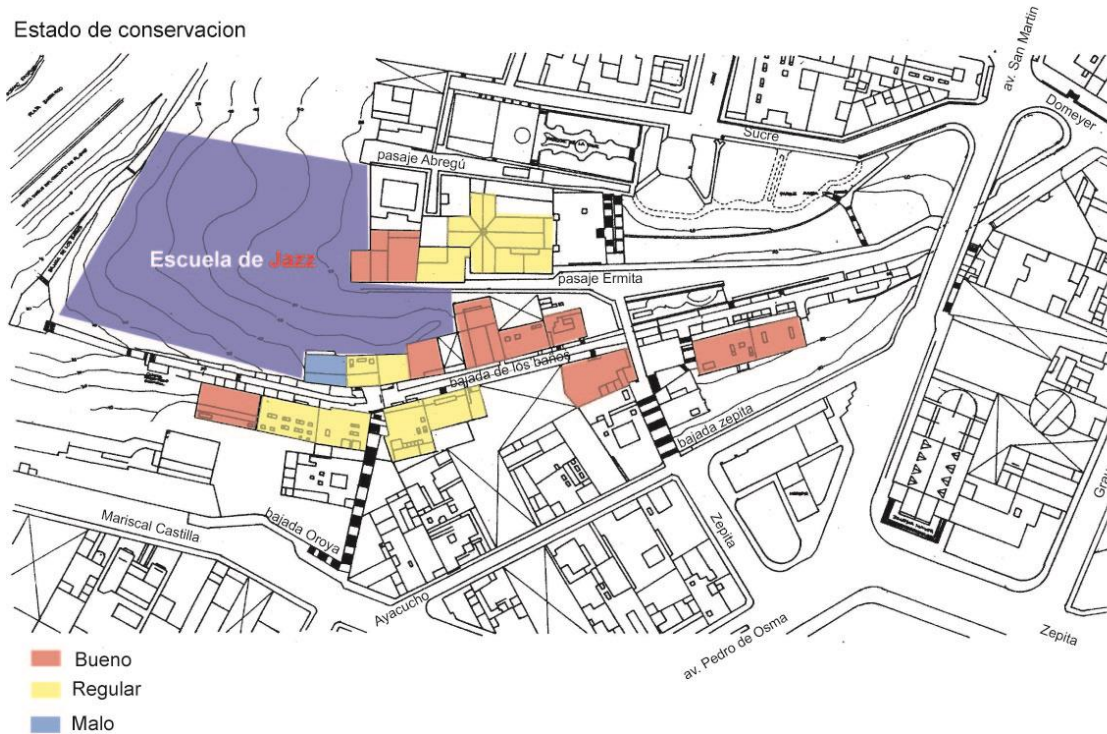 Estado de conservacion
av. San Martin
Domeyer
Sucre
pasaje Abregú
Escuela de Jazz
pasaje Ermita
bajada de los baños
bajada zepita
Mariscal Castilla
bajada Oroya
Zepita
Ayacucho
av. Pedro de Osma
Zepita
Bueno
Regular
Malo